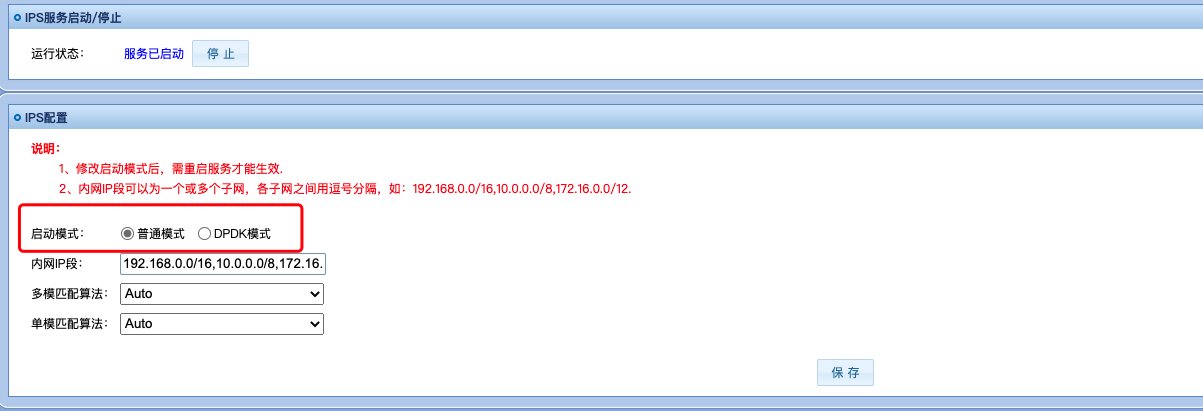 IPS服务启动/停止
运行状态： 服务已启动 停 止
IPS配置
说明：
1、修改启动模式后，需重启服务才能生效.
2、内网IP段可以为一个或多个子网，各子网之间用逗号分隔，如：192.168.0.0/16,10.0.0.0/8,172.16.0.0/12.
启动模式： 普通模式 DPDK模式
内网IP段： 192.168.0.0/16,10.0.0.0/8,172.16.
多模匹配算法： Auto
单模匹配算法： Auto
保 存